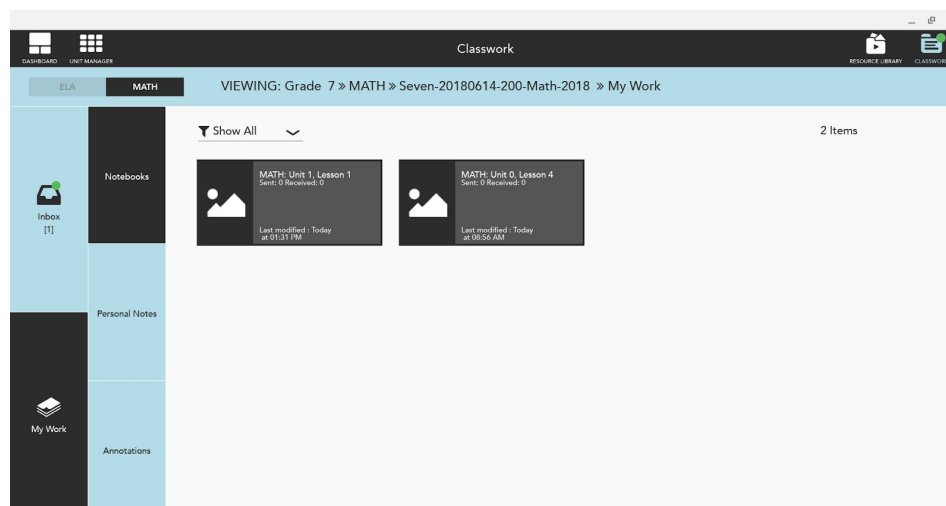 Classwork
DASHBOARD
UNIT MANAGER
RESOURCE LIBRARY
CLASSWOR
ELA
MATH
VIEWING: Grade 7 » MATH » Seven-20180614-200-Math-2018 » My Work
Show All
2 Items
Inbox
[1]
My Work
Notebooks
Personal Notes
Annotations
MATH: Unit 1, Lesson 1
Sent: 0 Received: 0
Last modified : Today
at 01:31 PM
MATH: Unit 0, Lesson 4
Sent: 0 Received: 0
Last modified : Today
at 08:56 AM